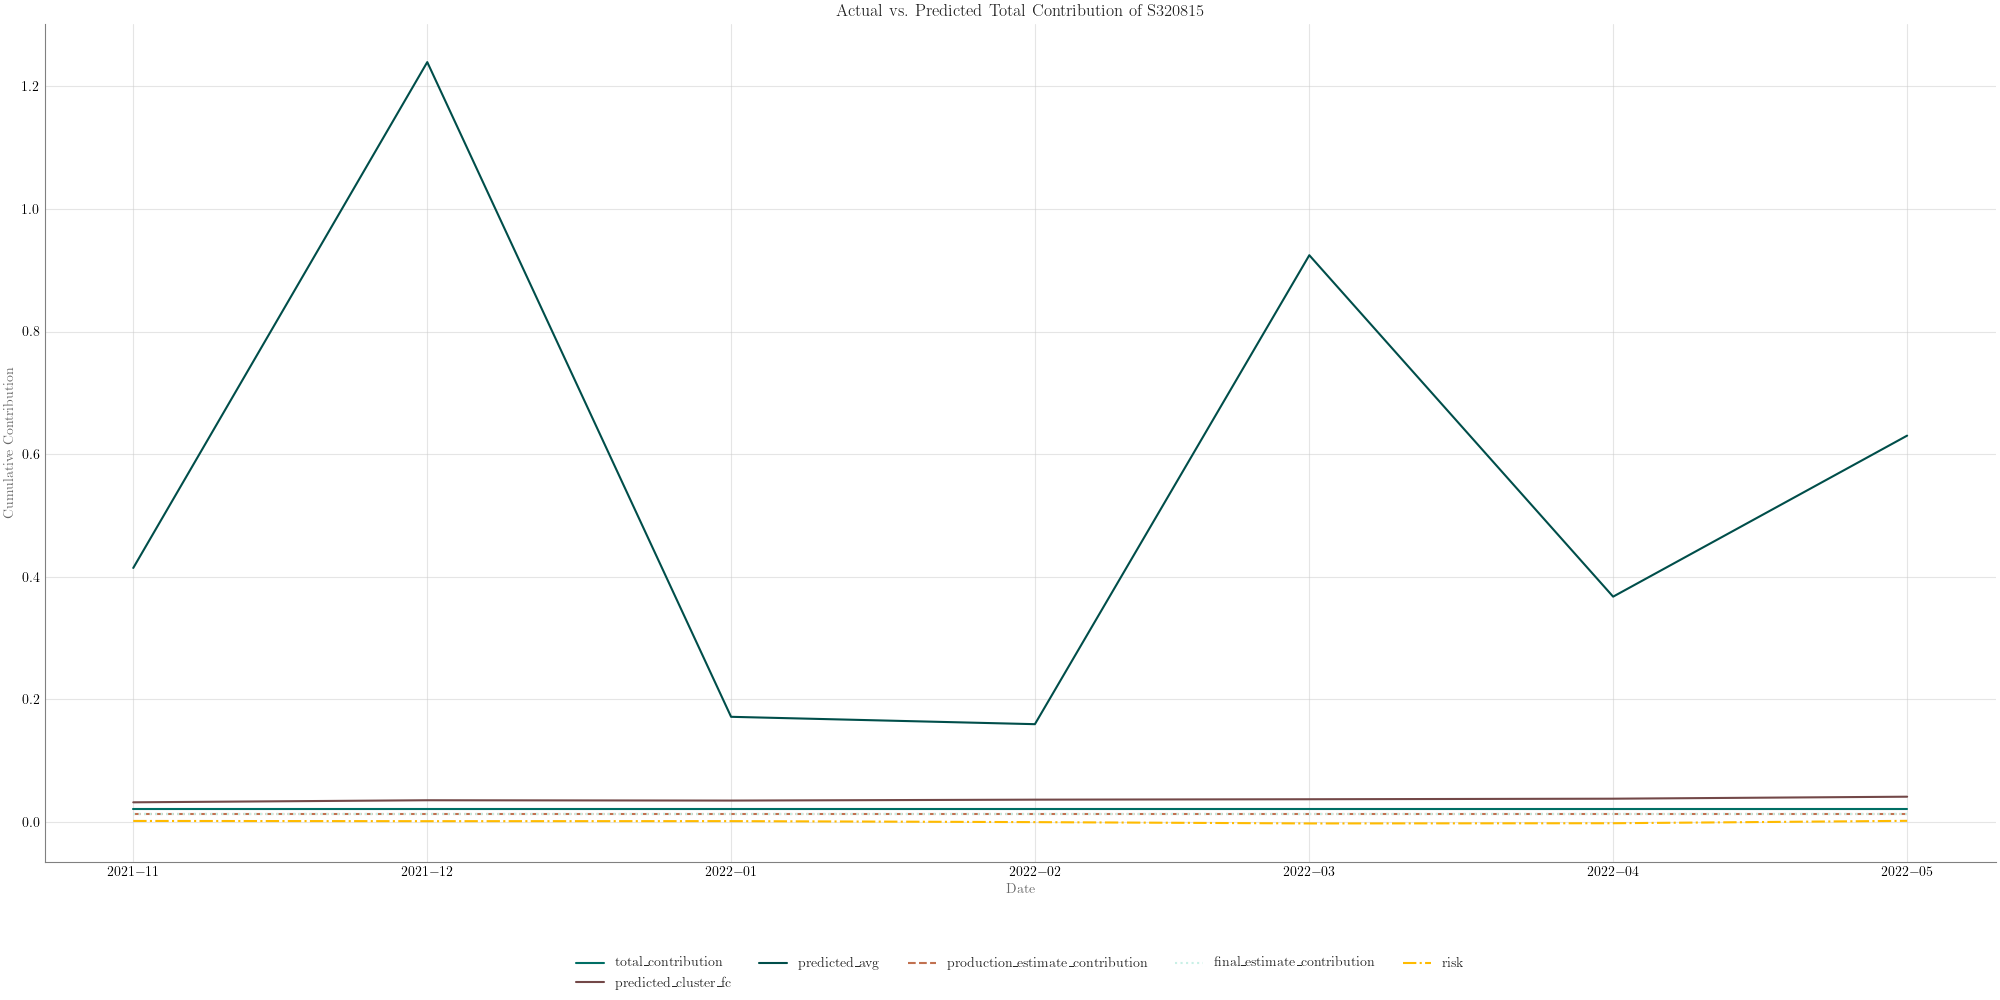 Actual vs. Predicted Total Contribution of S320815
1.2
1.0
0.8
0.6
0.4
0.2
0.0
Cumulative Contribution
2021−11 2021−12 2022−01 2022−02 2022−03 2022−04 2022−05
Date
total_contribution predicted_avg production_estimate_contribution final_estimate_contribution risk
predicted_cluster_fc